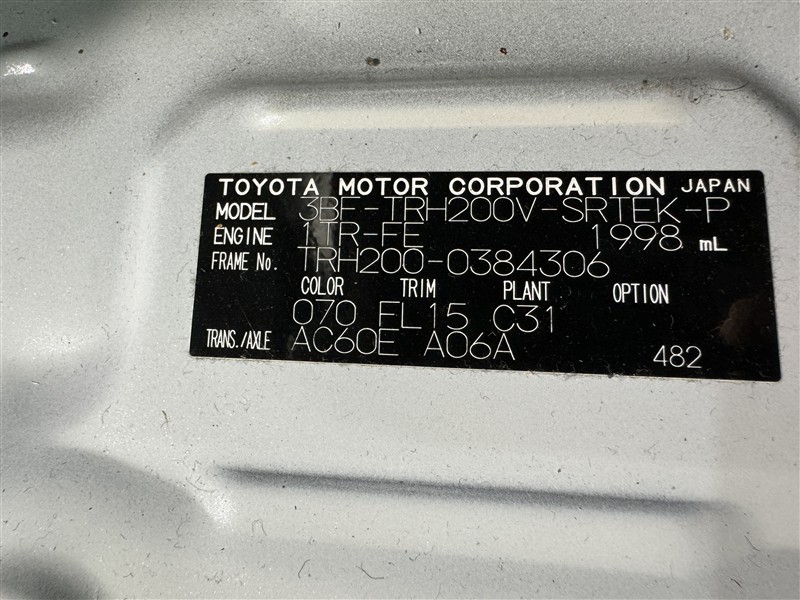 TOYOTA MOTOR CORPORATION JAPAN
MODEL 3BF-TRH200V-SRTEK-P
ENGINE 1TR-FE 1998 mL
FRAME No. TRH200-0384306
COLOR TRIM PLANT OPTION
070 FL15 C31
TRANS./AXLE AC60E A06A 482